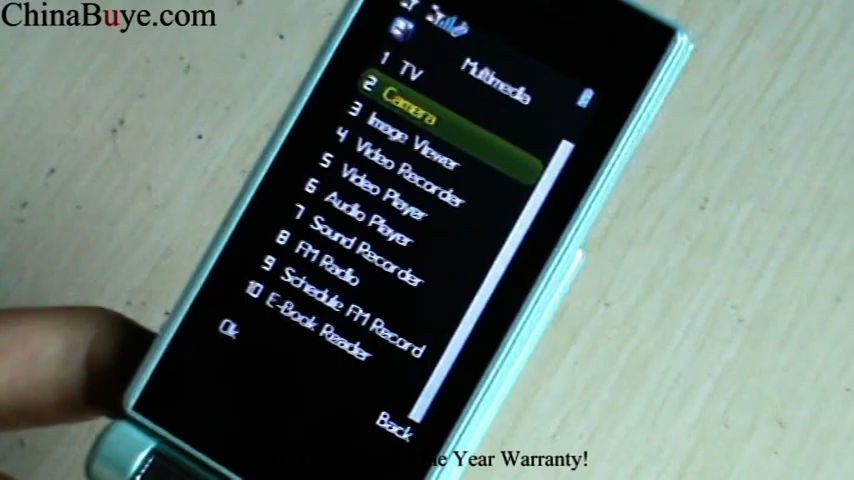 ChinaBuye.com
Multimedia
1 TV
2 Camera
3 Image Viewer
4 Video Recorder
5 Video Player
6 Audio Player
7 Sound Recorder
8 FM Radio
9 Schedule FM Record
10 E-Book Reader
Ok
Back
Year Warranty!